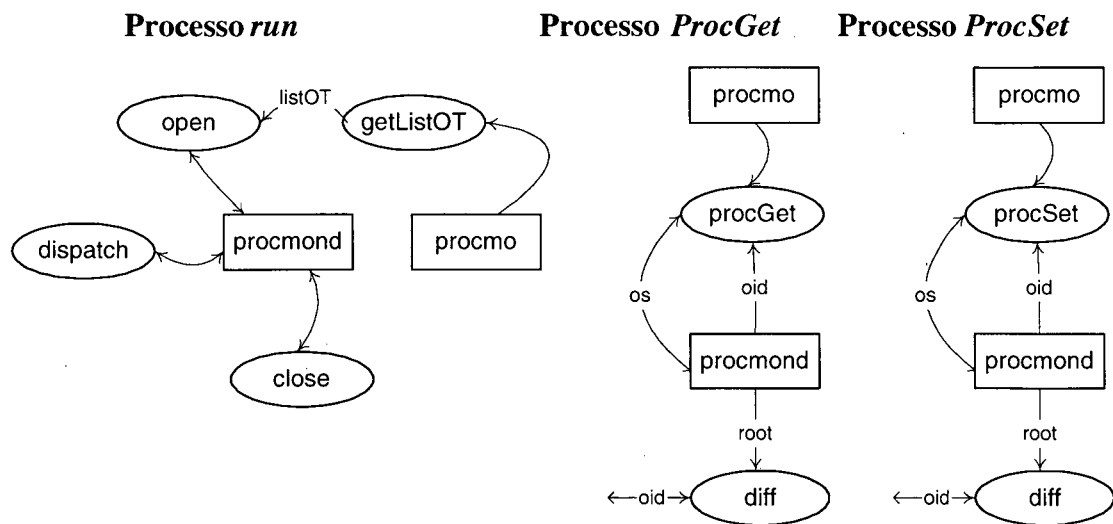 Processo run
Processo ProcGet
Processo ProcSet
listOT
open
getListOT
dispatch
procmond
procmo
close
procmo
procGet
os
oid
procmond
root
oid
diff
procmo
procSet
os
oid
procmond
root
oid
diff